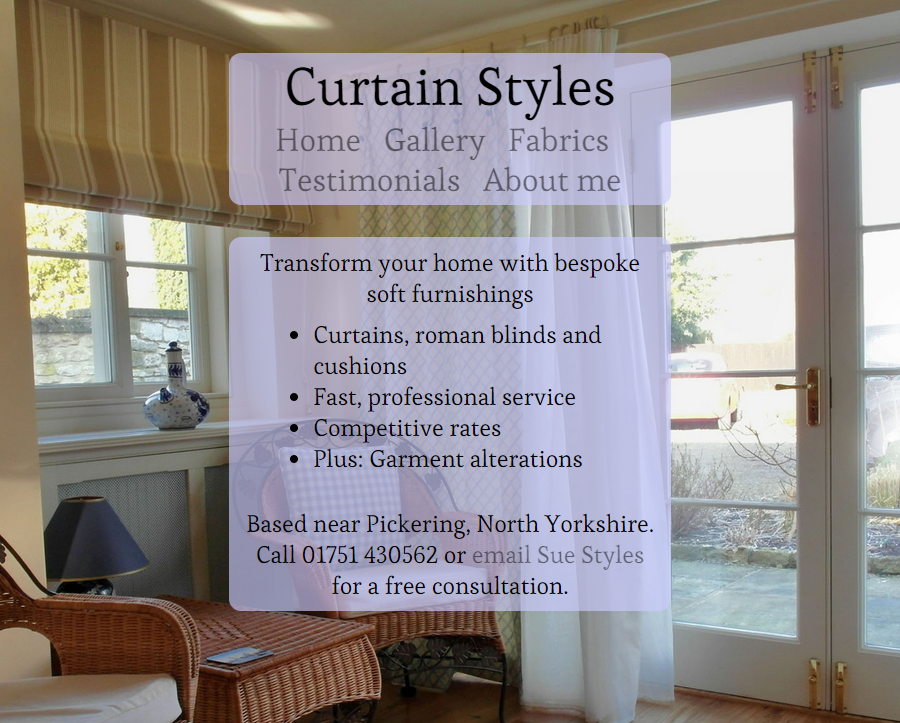 Curtain Styles
Home Gallery Fabrics
Testimonials About me
Transform your home with bespoke
soft furnishings
• Curtains, roman blinds and
cushions
• Fast, professional service
• Competitive rates
• Plus: Garment alterations
Based near Pickering, North Yorkshire.
Call 01751 430562 or email Sue Styles
for a free consultation.